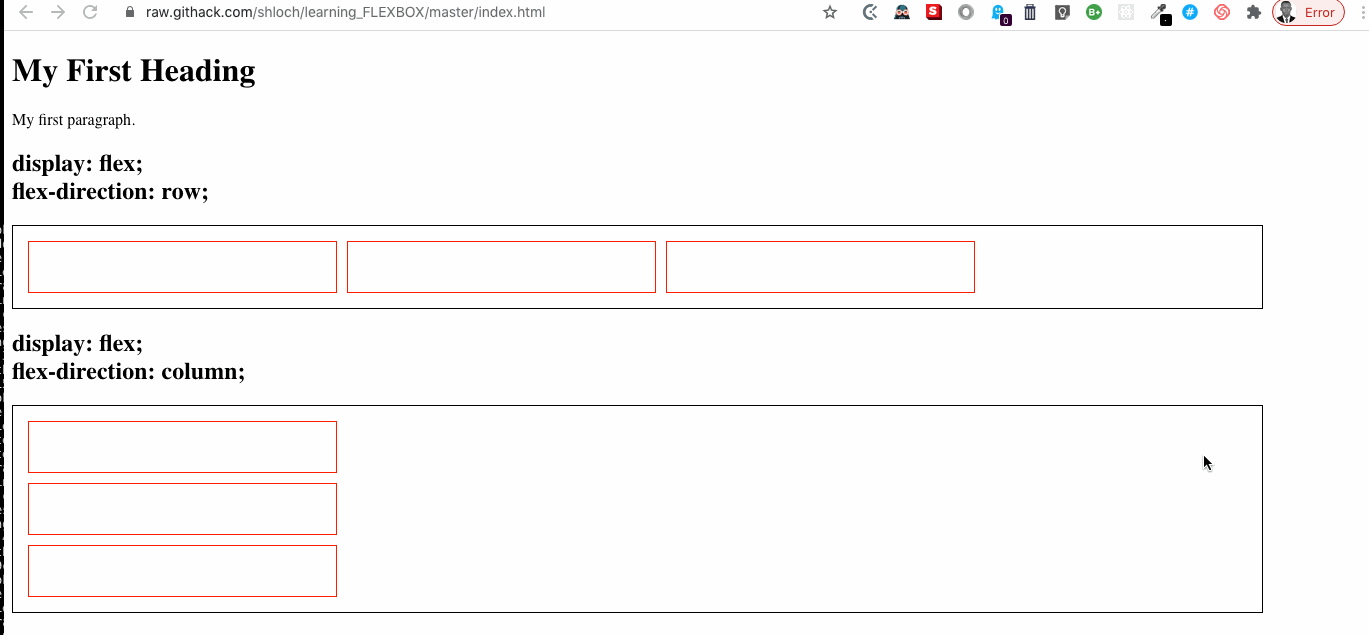 raw.githack.com/shloch/learning_FLEXBOX/master/index.html
S
0
B+
#
Error
My First Heading
My first paragraph.
display: flex;
flex-direction: row;
display: flex;
flex-direction: column;